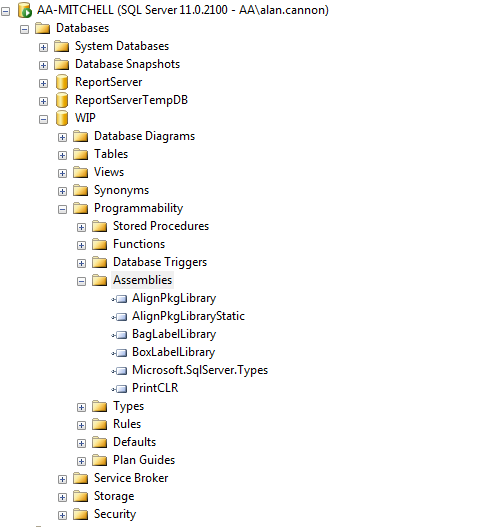 AA-MITCHELL (SQL Server 11.0.2100 - AA\alan.cannon)
Databases
System Databases
Database Snapshots
ReportServer
ReportServerTempDB
WIP
Database Diagrams
Tables
Views
Synonyms
Programmability
Stored Procedures
Functions
Database Triggers
Assemblies
AlignPkgLibrary
AlignPkgLibraryStatic
BagLabelLibrary
BoxLabelLibrary
Microsoft.SqlServer.Types
PrintCLR
Types
Rules
Defaults
Plan Guides
Service Broker
Storage
Security